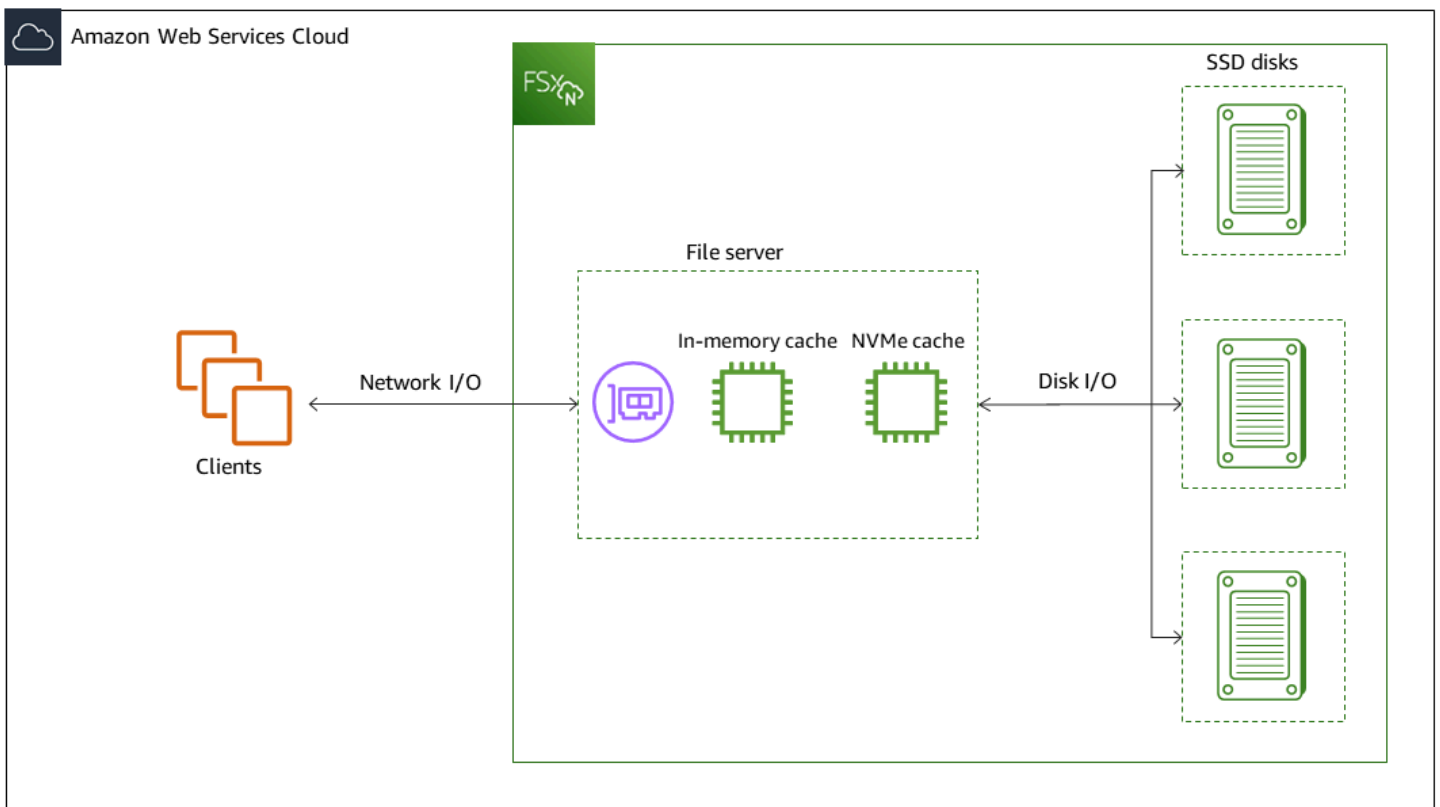 Amazon Web Services Cloud
FSx
N
SSD disks
File server
In-memory cache
NVMe cache
Network I/O
Disk I/O
Clients